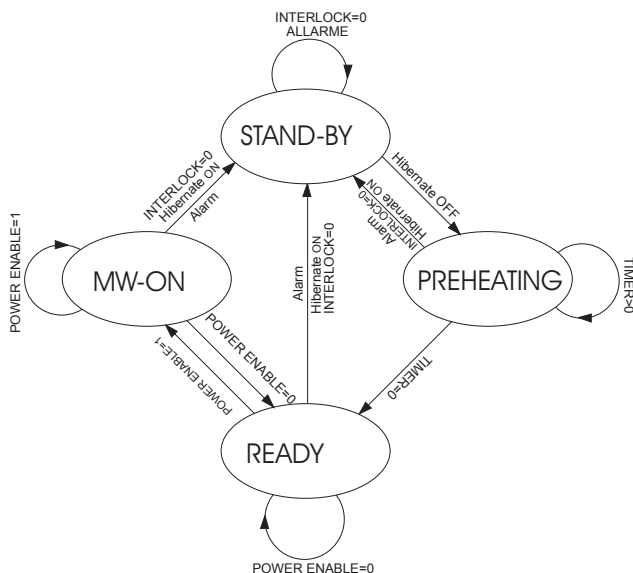 INTERLOCK=0
ALLARME
STAND-BY
INTERLOCK=0
Hibernate ON
Alarm
Hibernate OFF
Hibernate ON
INTERLOCK=0
Alarm
POWER ENABLE=1
MW-ON
Alarm
Hibernate ON
INTERLOCK=0
PREHEATING
TIMER>0
POWER ENABLE=0
POWER ENABLE=1
TIMER=0
READY
POWER ENABLE=0